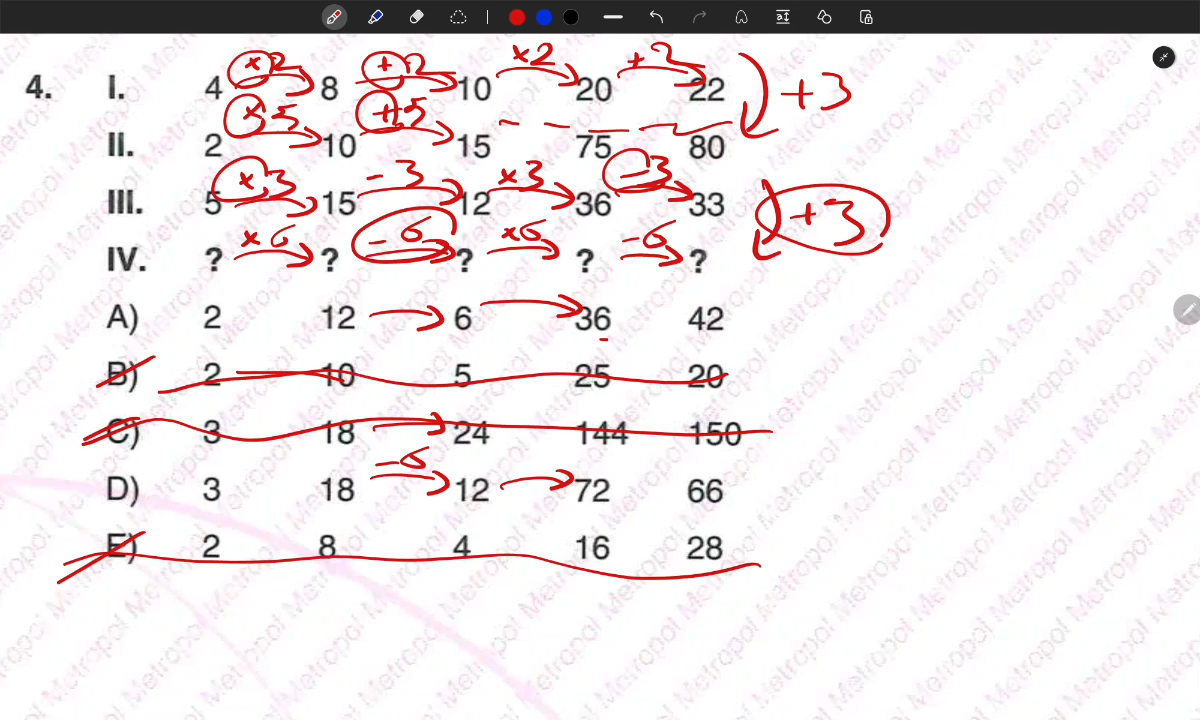 ×2 +2 ×2 +2
4. I. 4 8 10 20 22 +3
×5 +5
II. 2 10 15 75 80
×3 -3 ×3 -3
III. 5 15 12 36 33 +3
×6 -6 ×6 -6
IV. ? ? ? ? ?
A) 2 12 6 36 42
B) 2 10 5 25 20
C) 3 18 24 144 150
-6
D) 3 18 12 72 66
E) 2 8 4 16 28